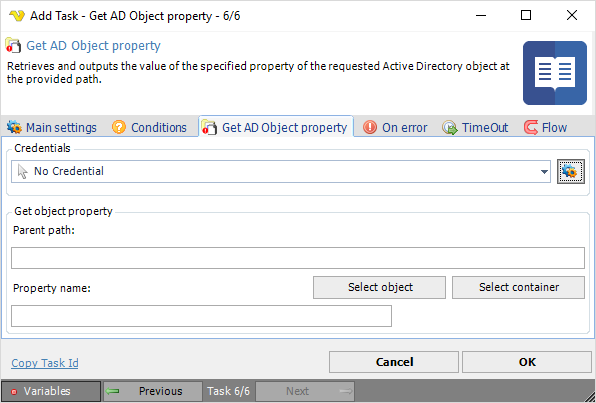 Add Task - Get AD Object property - 6/6
Get AD Object property
Retrieves and outputs the value of the specified property of the requested Active Directory object at
the provided path.
Main settings
Conditions
Get AD Object property
On error
TimeOut
Flow
Credentials
No Credential
Get object property
Parent path:
Property name:
Select object
Select container
Copy Task Id
Cancel
OK
Variables
Previous
Task 6/6
Next